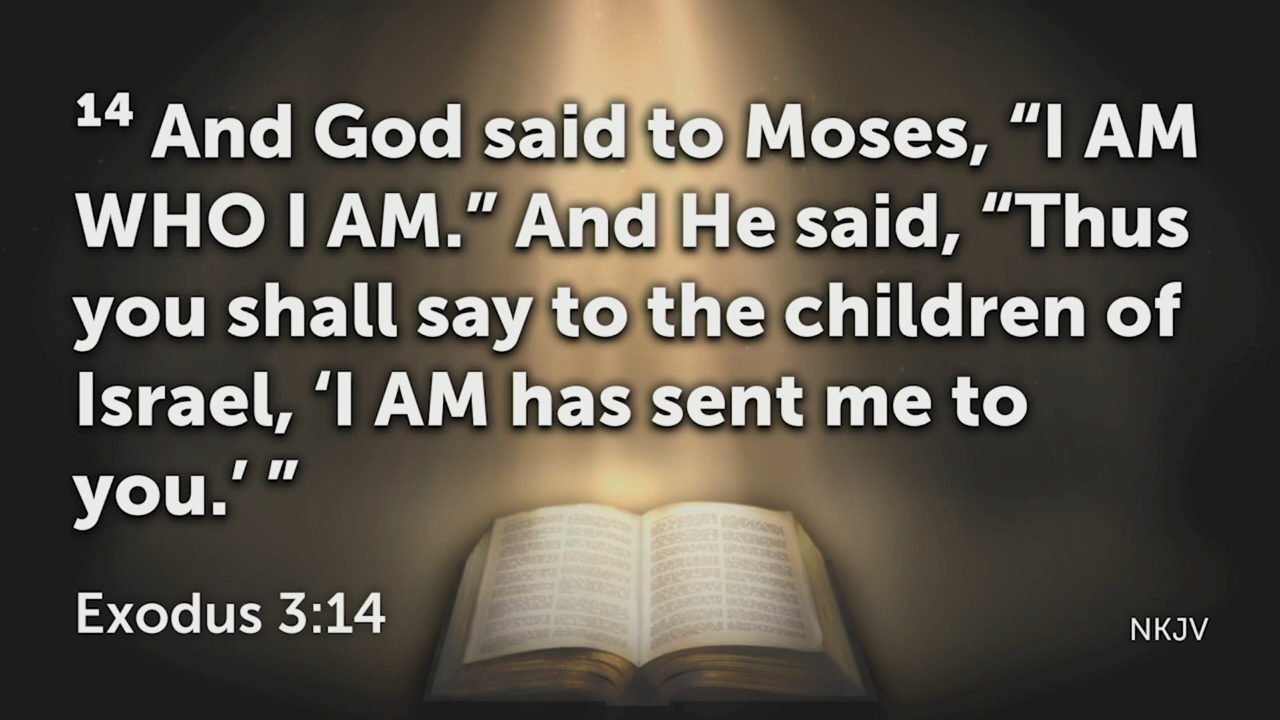 ¹⁴ And God said to Moses, “I AM
WHO I AM.” And He said, “Thus
you shall say to the children of
Israel, ‘I AM has sent me to
you.’ ”
Exodus 3:14
NKJV